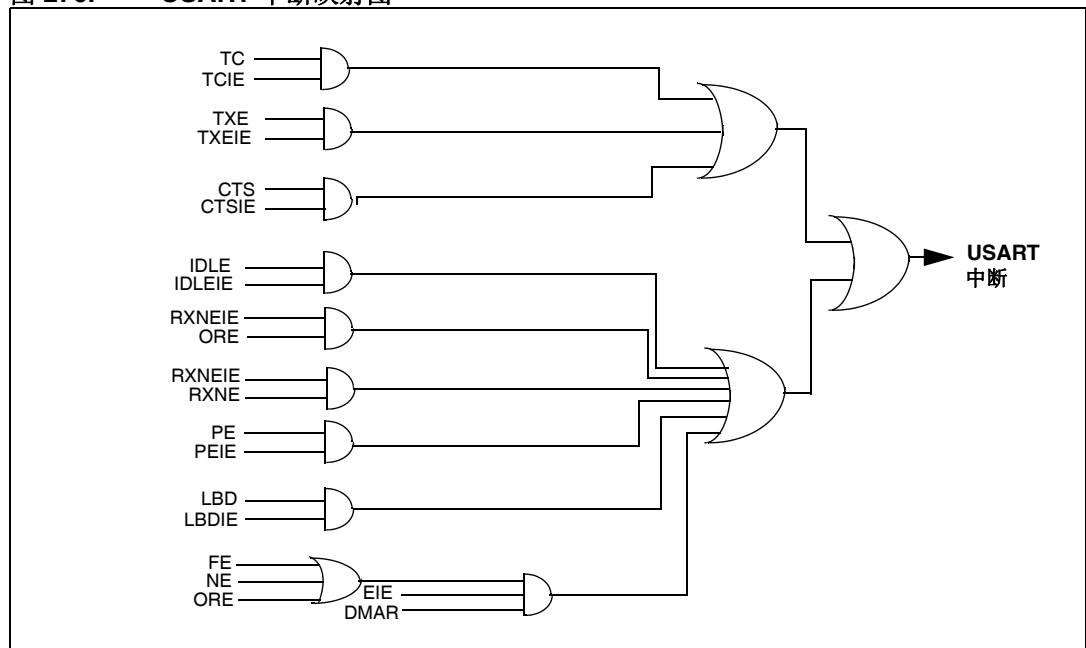 TC
TCIE
TXE
TXEIE
CTS
CTSIE
IDLE
IDLEIE
RXNEIE
ORE
RXNEIE
RXNE
PE
PEIE
LBD
LBDIE
FE
NE
ORE
EIE
DMAR
USART
中断